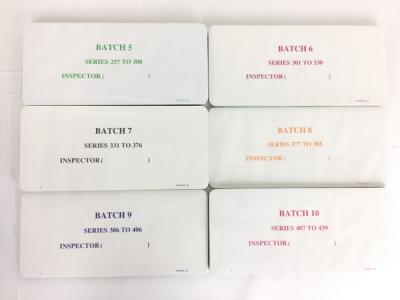 BATCH 5
SERIES 257 TO 300
INSPECTOR( )
BATCH 6
SERIES 301 TO 330
INSPECTOR( )
BATCH 7
SERIES 331 TO 376
INSPECTOR( )
BATCH 8
SERIES 377 TO 385
INSPECTOR( )
BATCH 9
SERIES 386 TO 406
INSPECTOR( )
BATCH 10
SERIES 407 TO 439
INSPECTOR( )